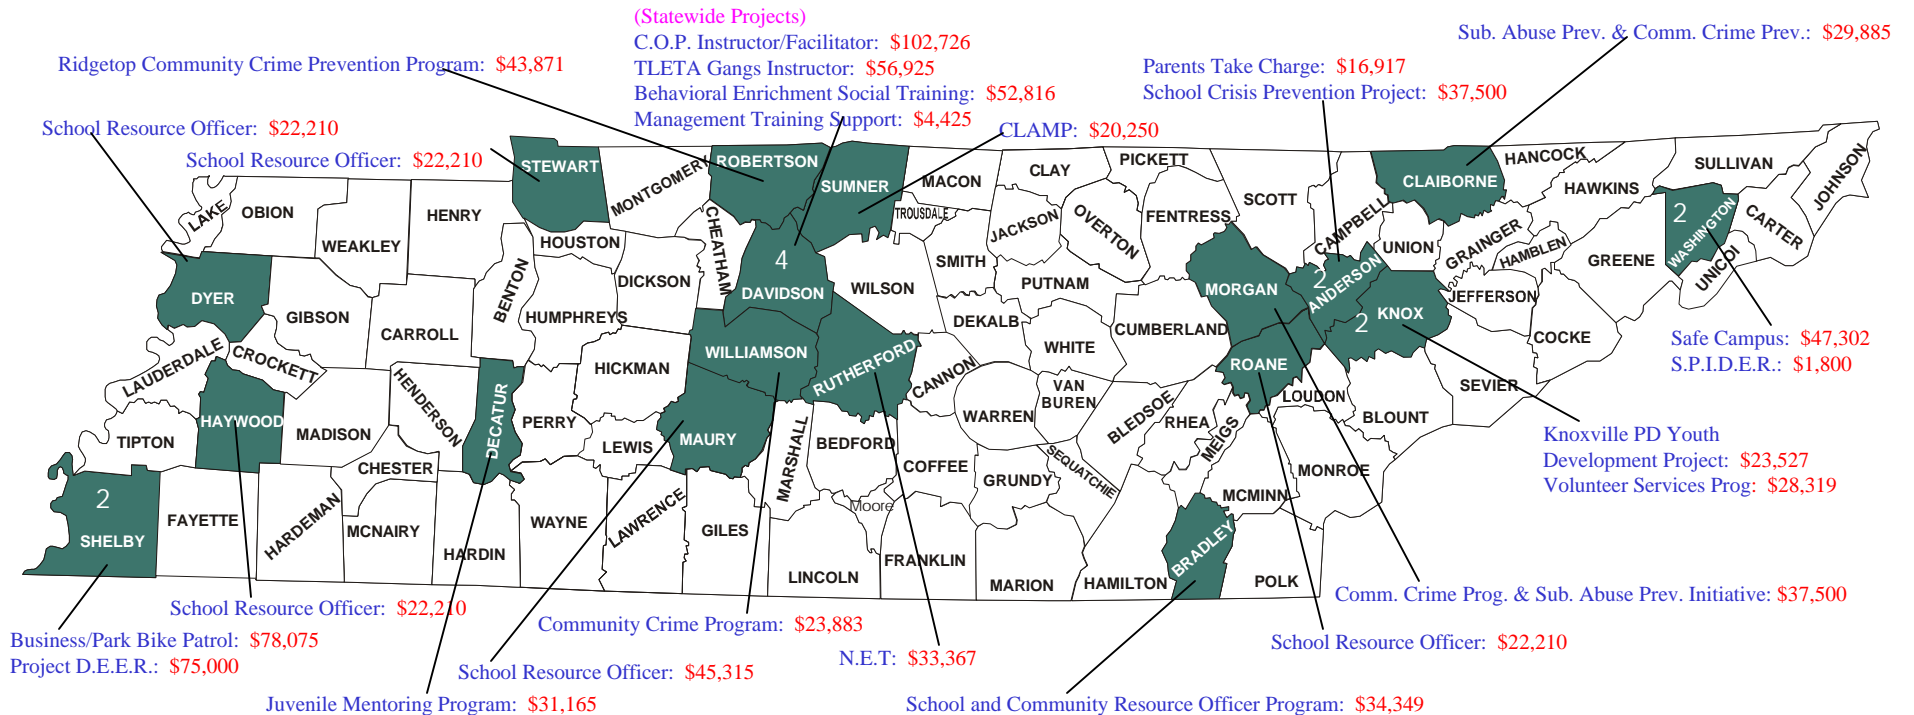 (Statewide Projects)
C.O.P. Instructor/Facilitator: $102,726
TLETA Gangs Instructor: $56,925
Behavioral Enrichment Social Training: $52,816
Management Training Support: $4,425
Sub. Abuse Prev. & Comm. Crime Prev.: $29,885
Ridgetop Community Crime Prevention Program: $43,871
Parents Take Charge: $16,917
School Crisis Prevention Project: $37,500
School Resource Officer: $22,210
School Resource Officer: $22,210
CLAMP: $20,250
LAKE
OBION
WEAKLEY
HENRY
STEWART
MONTGOMERY
ROBERTSON
SUMNER
MACON
TROUSDALE
CLAY
PICKETT
JACKSON
OVERTON
FENTRESS
SCOTT
CAMPBELL
CLAIBORNE
HANCOCK
HAWKINS
SULLIVAN
JOHNSON
CARTER
2
WASHINGTON
UNICOI
GREENE
HAMBLEN
GRAINGER
UNION
2
ANDERSON
2
KNOX
JEFFERSON
COCKE
SEVIER
BLOUNT
LOUDON
ROANE
MORGAN
CUMBERLAND
PUTNAM
SMITH
DEKALB
WHITE
WILSON
4
DAVIDSON
CHEATHAM
DICKSON
HOUSTON
HUMPHREYS
BENTON
CARROLL
GIBSON
DYER
LAUDERDALE
CROCKETT
HAYWOOD
TIPTON
MADISON
HENDERSON
CHESTER
DECATUR
PERRY
HICKMAN
LEWIS
WILLIAMSON
MAURY
RUTHERFORD
CANNON
WARREN
VAN
BUREN
BLEDSOE
RHEA
MEIGS
MONROE
MCMINN
SEQUATCHIE
GRUNDY
COFFEE
BEDFORD
MARSHALL
Moore
2
SHELBY
FAYETTE
HARDEMAN
MCNAIRY
HARDIN
WAYNE
LAWRENCE
GILES
LINCOLN
FRANKLIN
MARION
HAMILTON
BRADLEY
POLK
Safe Campus: $47,302
S.P.I.D.E.R.: $1,800
Knoxville PD Youth
Development Project: $23,527
Volunteer Services Prog: $28,319
Comm. Crime Prog. & Sub. Abuse Prev. Initiative: $37,500
School Resource Officer: $22,210
School Resource Officer: $22,210
Business/Park Bike Patrol: $78,075
Project D.E.E.R.: $75,000
Community Crime Program: $23,883
N.E.T: $33,367
School Resource Officer: $45,315
Juvenile Mentoring Program: $31,165
School and Community Resource Officer Program: $34,349